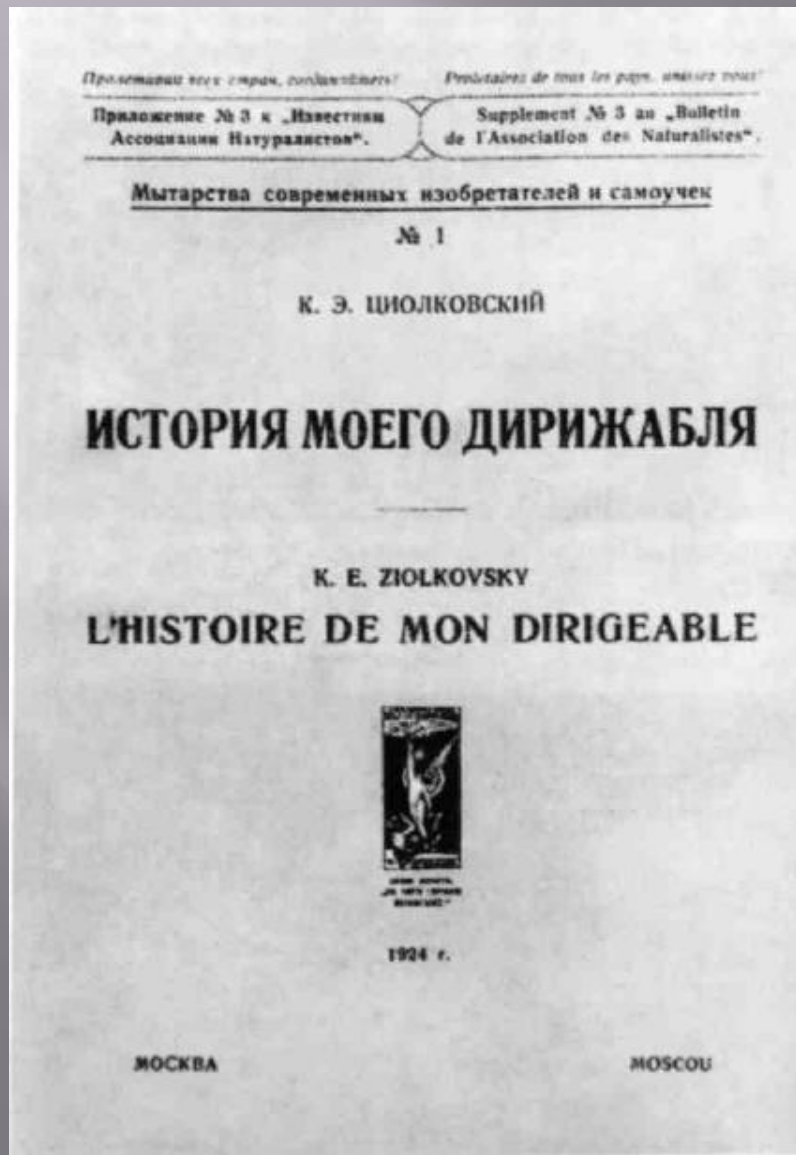 Пролетарии всех стран, соединяйтесь!
Prolétaires de tous les pays, unissez vous!
Приложение № 3 к „Известиям
Ассоциации Натуралистов“.
Supplement № 3 au „Bulletin
de l'Association des Naturalistes“.
Мытарства современных изобретателей и самоучек
№ 1
К. Э. ЦИОЛКОВСКИЙ
ИСТОРИЯ МОЕГО ДИРИЖАБЛЯ
K. E. ZIOLKOVSKY
L'HISTOIRE DE MON DIRIGEABLE
1924 г.
МОСКВА
MOSCOU